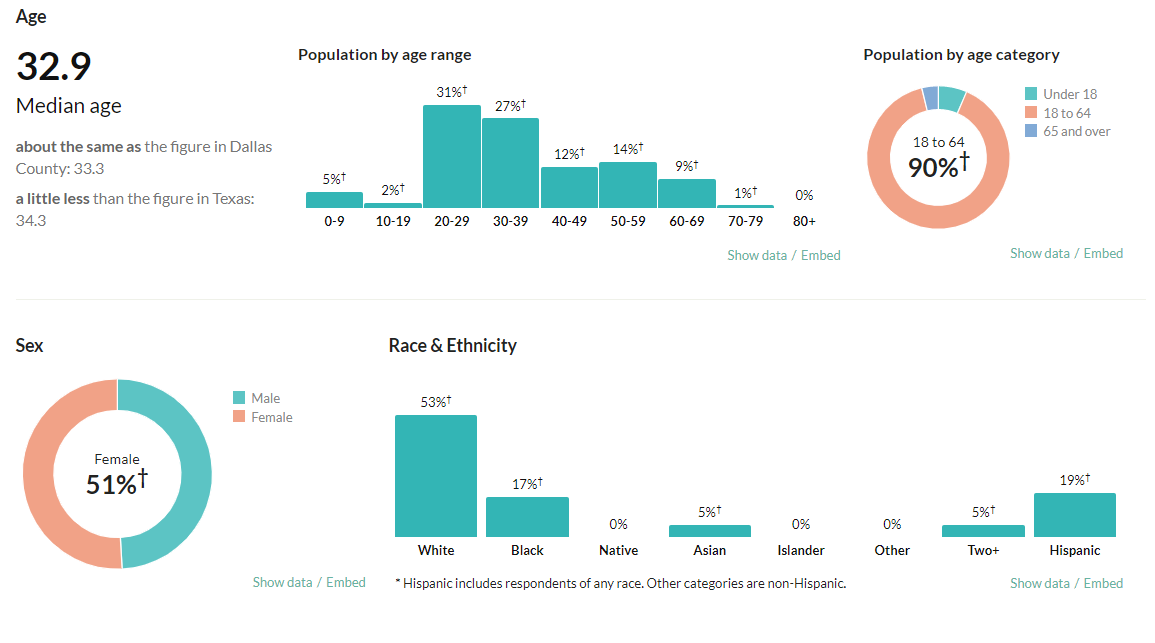 Age
32.9
Median age
about the same as the figure in Dallas
County: 33.3
a little less than the figure in Texas:
34.3
Population by age range
5%†
2%†
31%†
27%†
12%†
14%†
9%†
1%†
0%
0-9
10-19
20-29
30-39
40-49
50-59
60-69
70-79
80+
Show data / Embed
Population by age category
18 to 64
90%†
Under 18
18 to 64
65 and over
Show data / Embed
Sex
Female
51%†
Male
Female
Show data / Embed
Race & Ethnicity
53%†
17%†
0%
5%†
0%
0%
5%†
19%†
White
Black
Native
Asian
Islander
Other
Two+
Hispanic
* Hispanic includes respondents of any race. Other categories are non-Hispanic.
Show data / Embed